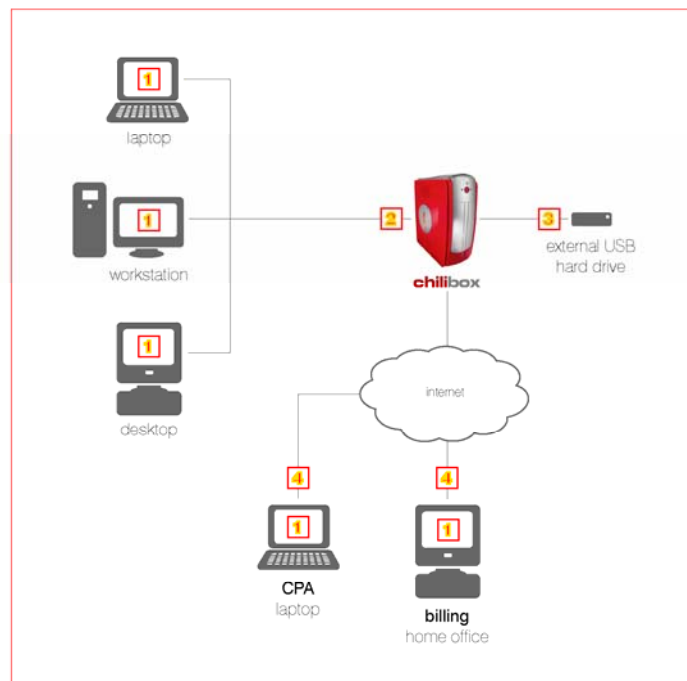 1
laptop
1
workstation
2
chilibox
3
external USB
hard drive
1
desktop
internet
4
4
1
CPA
laptop
1
billing
home office